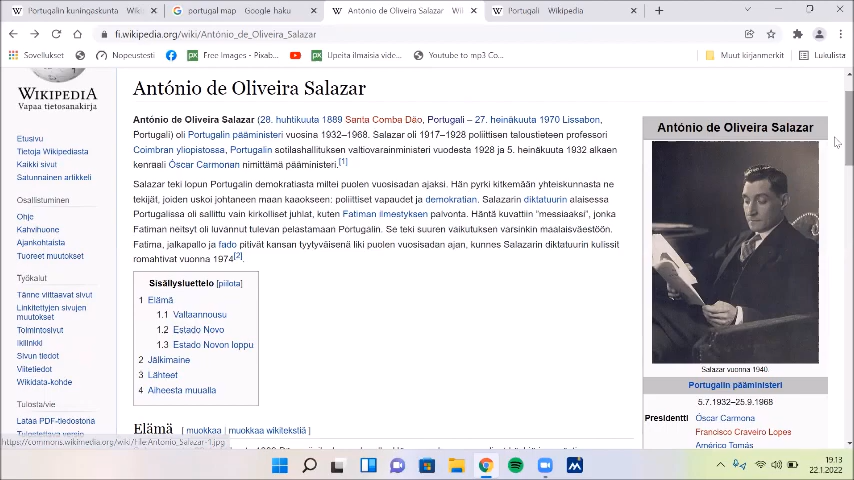 Portugalin kuningaskunta
portugal map - Google haku
António de Oliveira Salazar
Portugali – Wikipedia
fi.wikipedia.org/wiki/António_de_Oliveira_Salazar
Sovellukset
Nopeustesti
Free Images - Pixab...
Upeita ilmaisia vide...
Youtube to mp3 Co...
Muut kirjanmerkit
Lukulista
WIKIPEDIA
Vapaa tietosanakirja
Etusivu
Tietoja Wikipediasta
Kaikki sivut
Satunnainen artikkeli
Osallistuminen
Ohje
Kahvihuone
Ajankohtaista
Tuoreet muutokset
Työkalut
Tänne viittaavat sivut
Linkitettyjen sivujen
muutokset
Toimintosivut
Ikilinkki
Sivun tiedot
Viitetiedot
Wikidata-kohde
Tulosta/vie
Lataa PDF-tiedostona
Tulostettava versio
António de Oliveira Salazar
António de Oliveira Salazar (28. huhtikuuta 1889 Santa Comba Dão, Portugali – 27. heinäkuuta 1970 Lissabon,
Portugali) oli Portugalin pääministeri vuosina 1932–1968. Salazar oli 1917–1928 poliittisen taloustieteen professori
Coimbran yliopistossa, Portugalin sotilashallituksen valtiovarainministeri vuodesta 1928 ja 5. heinäkuuta 1932 alkaen
kenraali Óscar Carmonan nimittämä pääministeri.[1]
Salazar teki lopun Portugalin demokratiasta miltei puolen vuosisadan ajaksi. Hän pyrki kitkemään yhteiskunnasta ne
tekijät, joiden uskoi johtaneen maan kaaokseen: poliittiset vapaudet ja demokratian. Salazarin diktatuurin alaisessa
Portugalissa oli sallittu vain kirkolliset juhlat, kuten Fatiman ilmestyksen palvonta. Häntä kuvattiin "messiaaksi", jonka
Fatiman neitsyt oli luvannut tulevan pelastamaan Portugalin. Se teki suuren vaikutuksen varsinkin maalaisväestöön.
Fatima, jalkapallo ja fado pitivät kansan tyytyväisenä liki puolen vuosisadan ajan, kunnes Salazarin diktatuurin kulissit
romahtivat vuonna 1974[2].
Sisällysluettelo [piilota]
1 Elämä
1.1 Valtaannousu
1.2 Estado Novo
1.3 Estado Novon loppu
2 Jälkimaine
3 Lähteet
4 Aiheesta muualla
Elämä [ muokkaa | muokkaa wikitekstiä ]
António de Oliveira Salazar
Salazar vuonna 1940.
Portugalin pääministeri
5.7.1932–25.9.1968
Presidentti Óscar Carmona
Francisco Craveiro Lopes
Américo Tomás
https://commons.wikimedia.org/wiki/File:Antonio_Salazar-1.jpg
19.13
22.1.2022